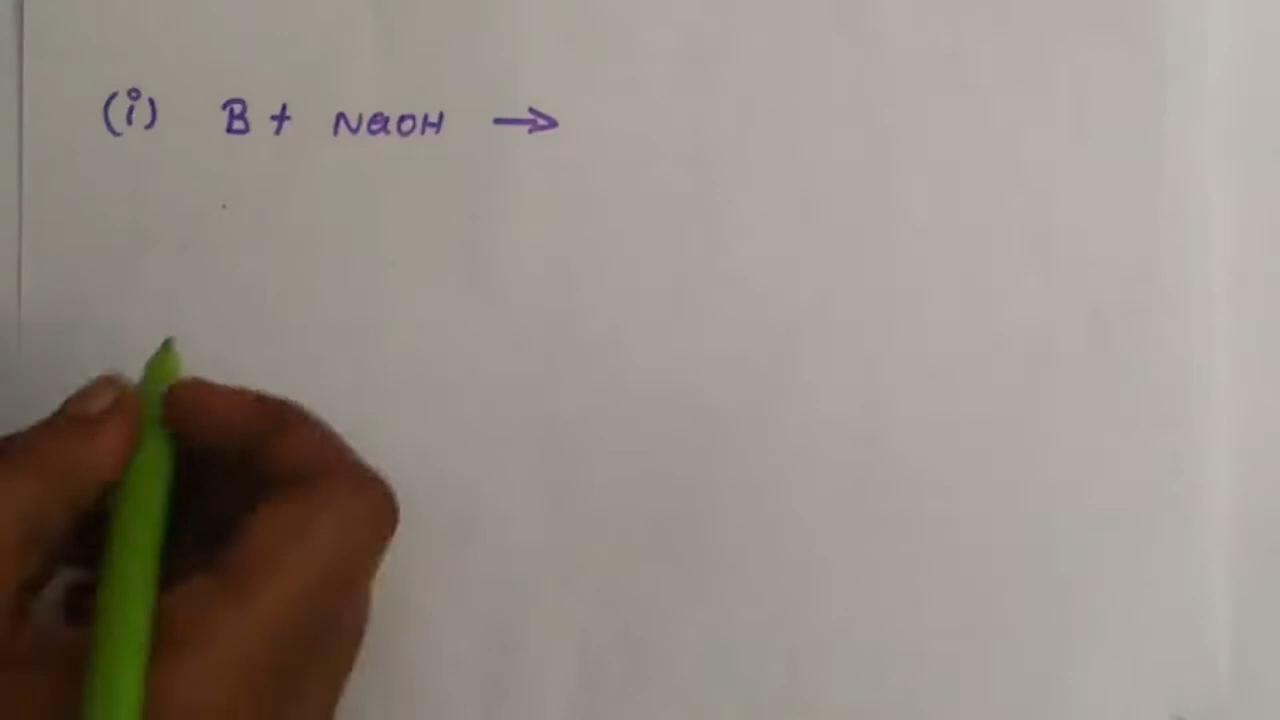 (i) B + NaOH →